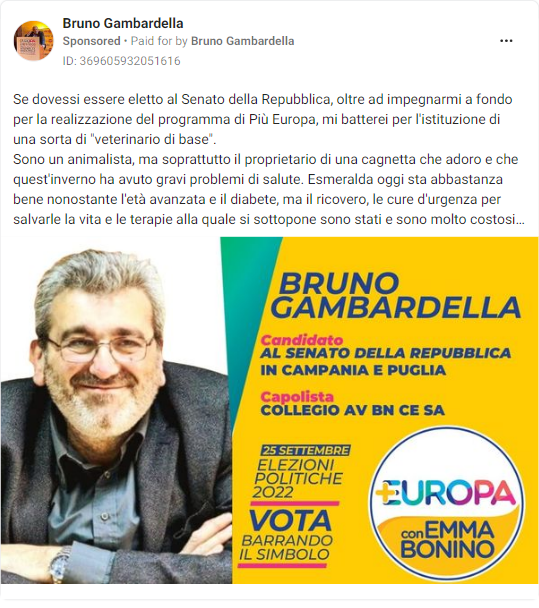 Bruno Gambardella
Sponsored • Paid for by Bruno Gambardella
ID: 369605932051616
Se dovessi essere eletto al Senato della Repubblica, oltre ad impegnarmi a fondo
per la realizzazione del programma di Più Europa, mi batterei per l'istituzione di
una sorta di "veterinario di base".
Sono un animalista, ma soprattutto il proprietario di una cagnetta che adoro e che
quest'inverno ha avuto gravi problemi di salute. Esmeralda oggi sta abbastanza
bene nonostante l'età avanzata e il diabete, ma il ricovero, le cure d'urgenza per
salvarle la vita e le terapie alla quale si sottopone sono stati e sono molto costosi...
BRUNO
GAMBARDELLA
Candidato
AL SENATO DELLA REPUBBLICA
IN CAMPANIA E PUGLIA
Capolista
COLLEGIO AV BN CE SA
25 SETTEMBRE
ELEZIONI
POLITICHE
2022
VOTA
BARRANDO
IL SIMBOLO
+EUROPA
con EMMA
BONINO